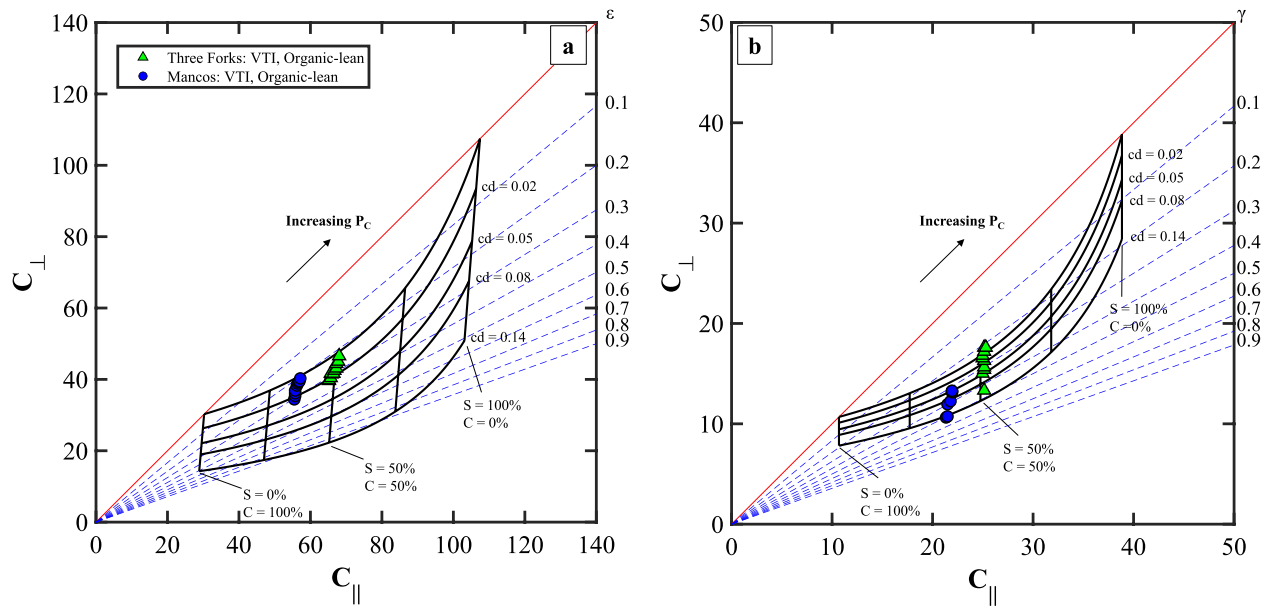 a
Three Forks: VTI, Organic-lean
Mancos: VTI, Organic-lean
140
120
100
80
60
40
20
0
C⊥
0
20
40
60
80
100
120
140
C||
ε
0.1
0.2
0.3
0.4
0.5
0.6
0.7
0.8
0.9
Increasing PC
cd = 0.02
cd = 0.05
cd = 0.08
cd = 0.14
S = 100%
C = 0%
S = 50%
C = 50%
S = 0%
C = 100%
b
50
40
30
20
10
0
C⊥
0
10
20
30
40
50
C||
γ
0.1
0.2
0.3
0.4
0.5
0.6
0.7
0.8
0.9
Increasing PC
cd = 0.02
cd = 0.05
cd = 0.08
cd = 0.14
S = 100%
C = 0%
S = 50%
C = 50%
S = 0%
C = 100%